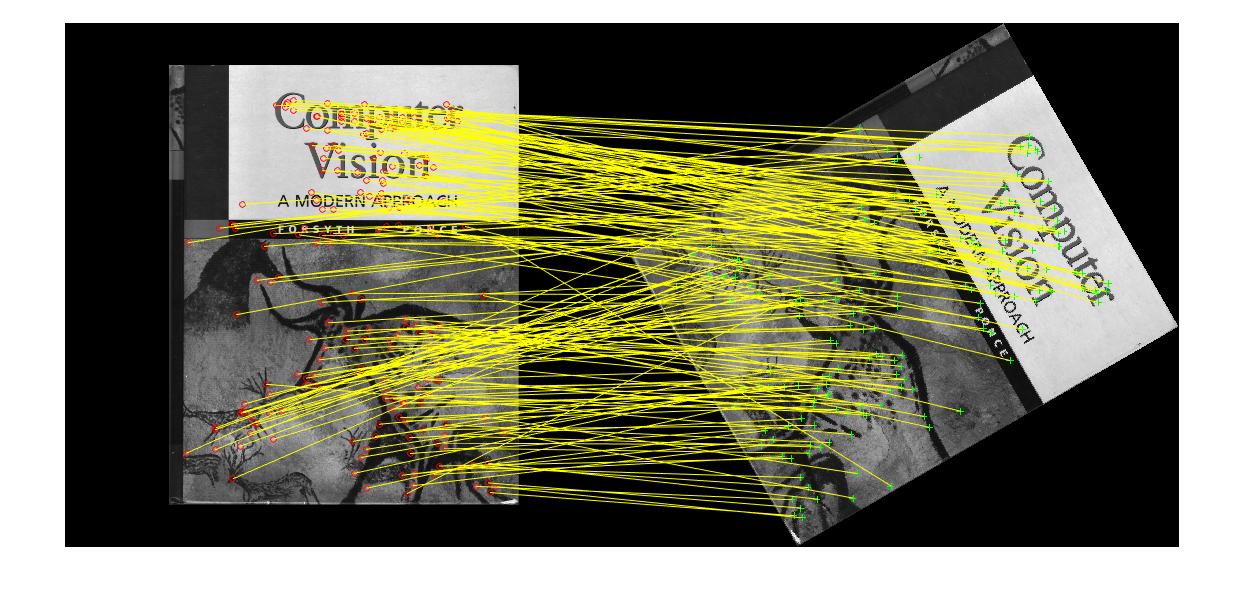 Computer
Vision
A MODERN APPROACH
FORSYTH PONCE
Computer
Vision
A MODERN APPROACH
PONCE